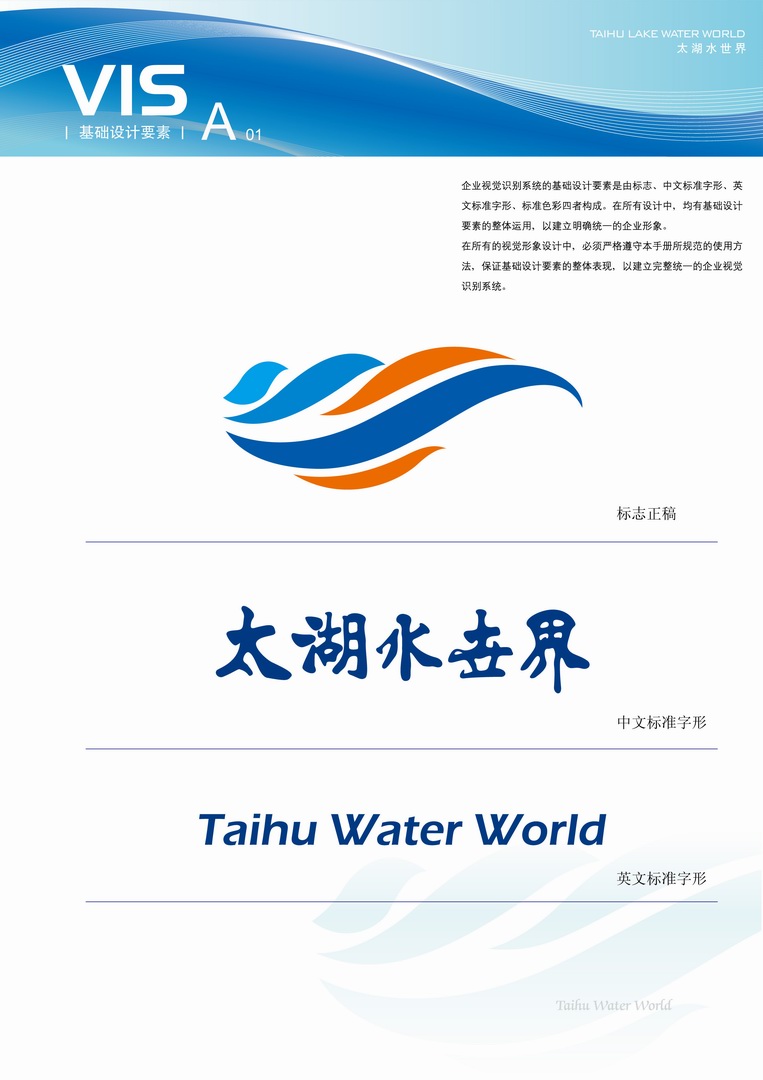 TAIHU LAKE WATER WORLD
太湖水世界
VIS
基础设计要素
A 01
企业视觉识别系统的基础设计要素是由标志、中文标准字形、英
文标准字形、标准色彩四者构成。在所有设计中，均有基础设计
要素的整体运用，以建立明确统一的企业形象。
在所有的视觉形象设计中，必须严格遵守本手册所规范的使用方
法，保证基础设计要素的整体表现，以建立完整统一的企业视觉
识别系统。
标志正稿
太湖水世界
中文标准字形
Taihu Water World
英文标准字形
Taihu Water World